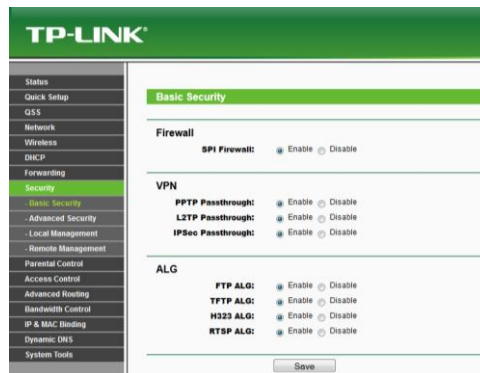 TP-LINK®
Status
Quick Setup
QSS
Network
Wireless
DHCP
Forwarding
Security
- Basic Security
- Advanced Security
- Local Management
- Remote Management
Parental Control
Access Control
Advanced Routing
Bandwidth Control
IP & MAC Binding
Dynamic DNS
System Tools
Basic Security
Firewall
SPI Firewall: Enable Disable
VPN
PPTP Passthrough: Enable Disable
L2TP Passthrough: Enable Disable
IPSec Passthrough: Enable Disable
ALG
FTP ALG: Enable Disable
TFTP ALG: Enable Disable
H323 ALG: Enable Disable
RTSP ALG: Enable Disable
Save